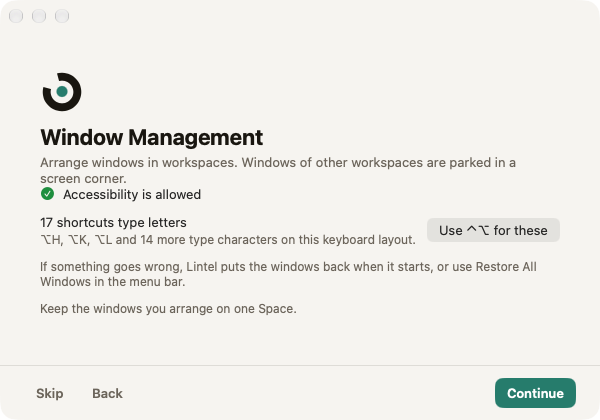 Window Management
Arrange windows in workspaces. Windows of other workspaces are parked in a
screen corner.
Accessibility is allowed
17 shortcuts type letters
⌥H, ⌥K, ⌥L and 14 more type characters on this keyboard layout.
Use ⌃⌥ for these
If something goes wrong, Lintel puts the windows back when it starts, or use Restore All
Windows in the menu bar.
Keep the windows you arrange on one Space.
Skip
Back
Continue